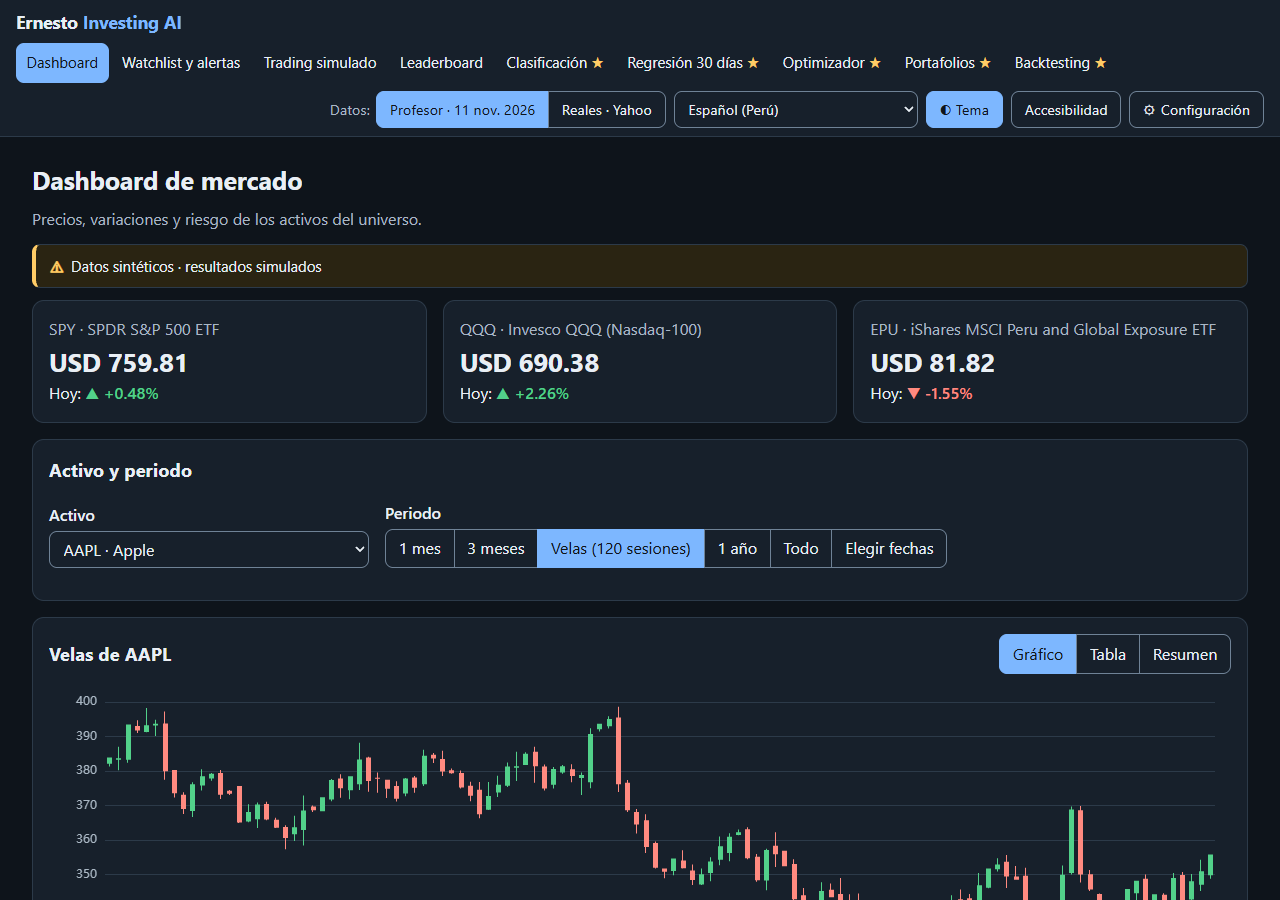 Ernesto Investing AI
Dashboard Watchlist y alertas Trading simulado Leaderboard Clasificación ★ Regresión 30 días ★ Optimizador ★ Portafolios ★ Backtesting ★
Datos: Profesor · 11 nov. 2026 Reales · Yahoo Español (Perú) ◐ Tema Accesibilidad ⚙ Configuración
Dashboard de mercado
Precios, variaciones y riesgo de los activos del universo.
⚠ Datos sintéticos · resultados simulados
SPY · SPDR S&P 500 ETF
USD 759.81
Hoy: ▲ +0.48%
QQQ · Invesco QQQ (Nasdaq-100)
USD 690.38
Hoy: ▲ +2.26%
EPU · iShares MSCI Peru and Global Exposure ETF
USD 81.82
Hoy: ▼ -1.55%
Activo y periodo
Activo
AAPL · Apple
Periodo
1 mes 3 meses Velas (120 sesiones) 1 año Todo Elegir fechas
Velas de AAPL
Gráfico Tabla Resumen
400
390
380
370
360
350